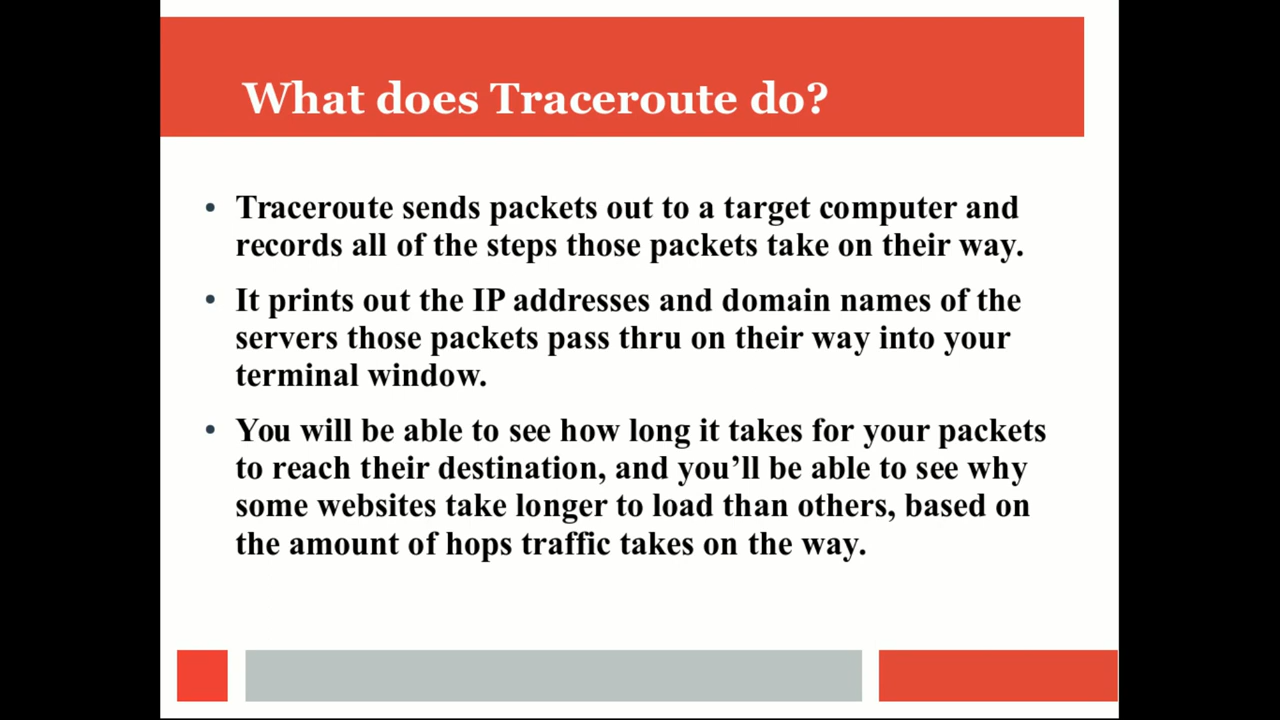 What does Traceroute do?
• Traceroute sends packets out to a target computer and
records all of the steps those packets take on their way.
• It prints out the IP addresses and domain names of the
servers those packets pass thru on their way into your
terminal window.
• You will be able to see how long it takes for your packets
to reach their destination, and you’ll be able to see why
some websites take longer to load than others, based on
the amount of hops traffic takes on the way.